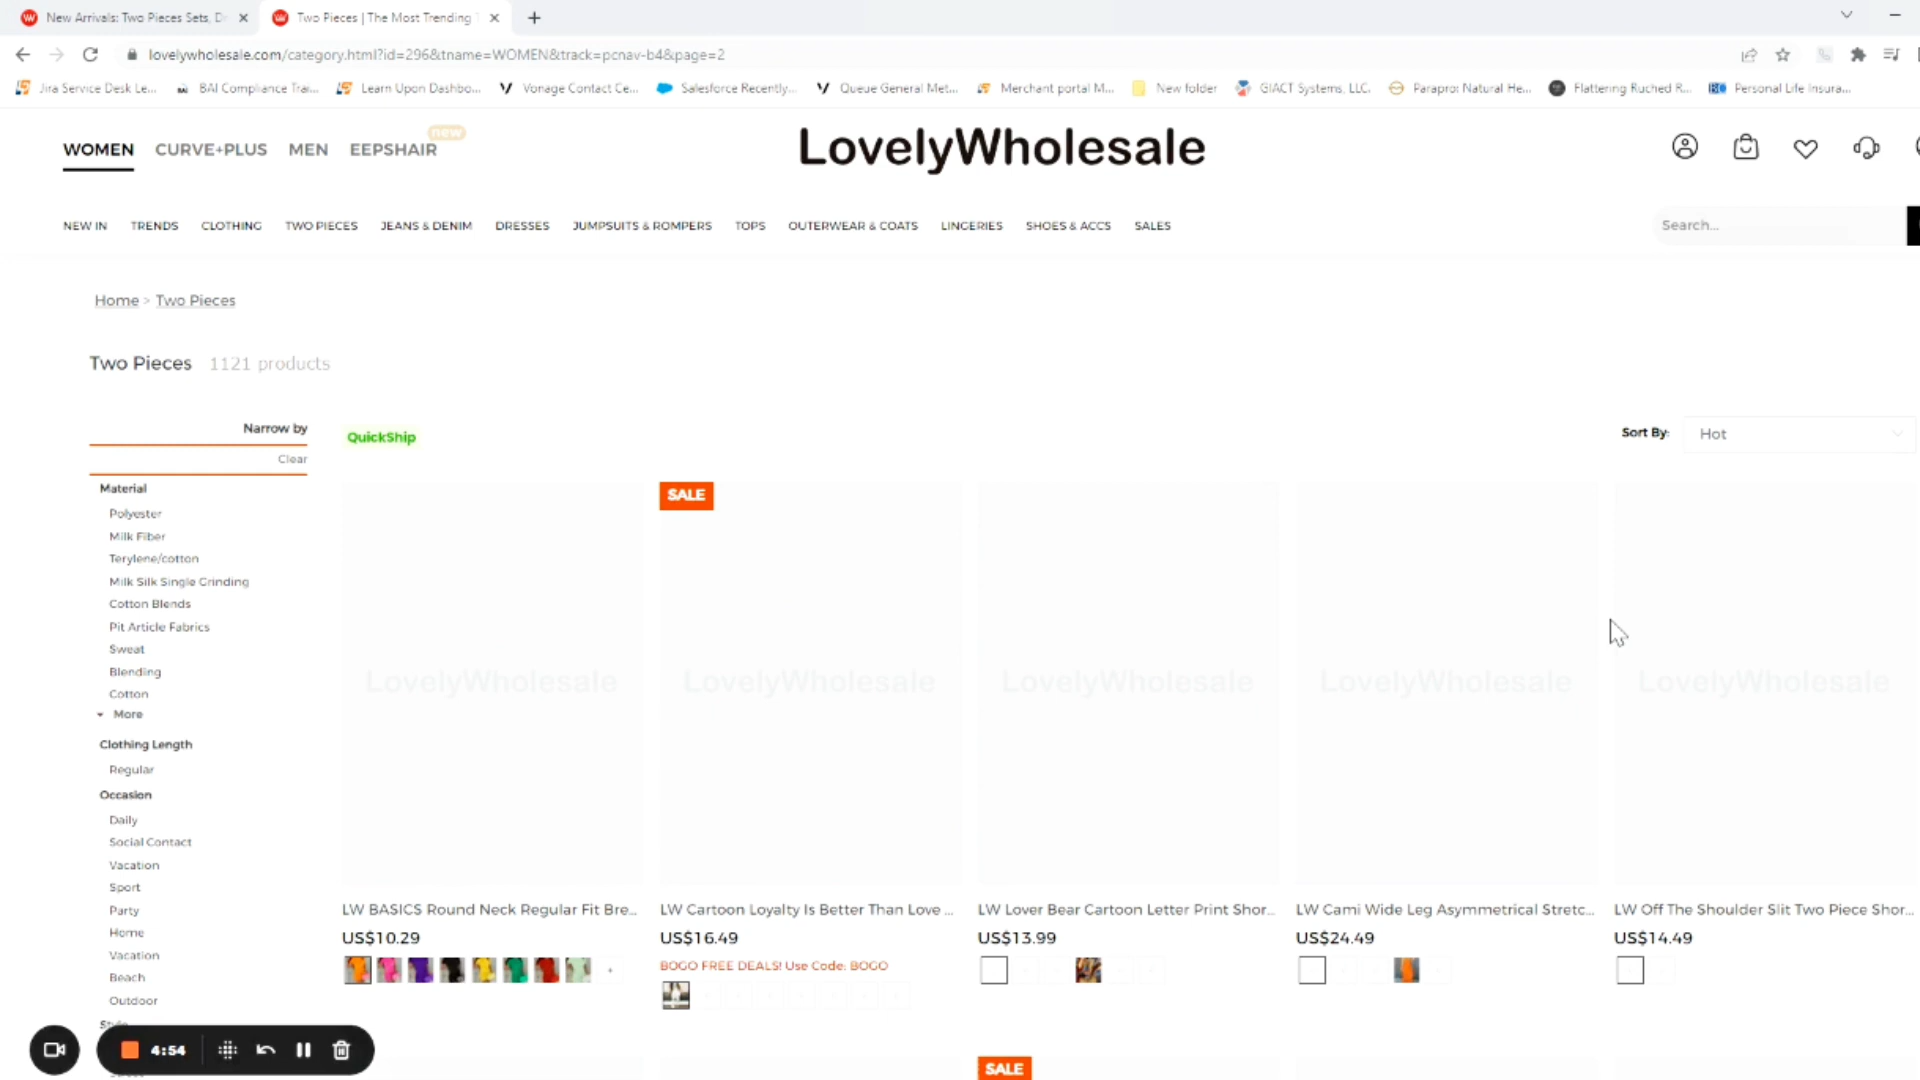 New Arrivals: Two Pieces Sets, D
Two Pieces | The Most Trending
lovelywholesale.com/category.html?id=296&tname=WOMEN&track=pcnav-b4&page=2
Jira Service Desk Le...
BAI Compliance Trai...
Learn Upon Dashbo...
Vonage Contact Ce...
Salesforce Recently...
Queue General Met...
Merchant portal M...
New folder
GIACT Systems, LLC.
Paraproi Natural He...
Flattering Ruched R...
Personal Life Insura...
new
WOMEN CURVE+PLUS MEN EEPSHAIR
LovelyWholesale
NEW IN TRENDS CLOTHING TWO PIECES JEANS & DENIM DRESSES JUMPSUITS & ROMPERS TOPS OUTERWEAR & COATS LINGERIES SHOES & ACCS SALES
Search...
Home > Two Pieces
Two Pieces 1121 products
Narrow by
Clear
Material
Polyester
Milk Fiber
Terylene/cotton
Milk Silk Single Grinding
Cotton Blends
Pit Article Fabrics
Sweat
Blending
Cotton
More
Clothing Length
Regular
Occasion
Daily
Social Contact
Vacation
Sport
Party
Home
Vacation
Beach
Outdoor
Style
QuickShip
Sort By: Hot
SALE
LovelyWholesale LovelyWholesale LovelyWholesale LovelyWholesale LovelyWholesale
LW BASICS Round Neck Regular Fit Bre...
US$10.29
LW Cartoon Loyalty Is Better Than Love ...
US$16.49
BOGO FREE DEALS! Use Code: BOGO
LW Lover Bear Cartoon Letter Print Shor...
US$13.99
LW Cami Wide Leg Asymmetrical Stretc...
US$24.49
LW Off The Shoulder Slit Two Piece Shor...
US$14.49
SALE
4:54